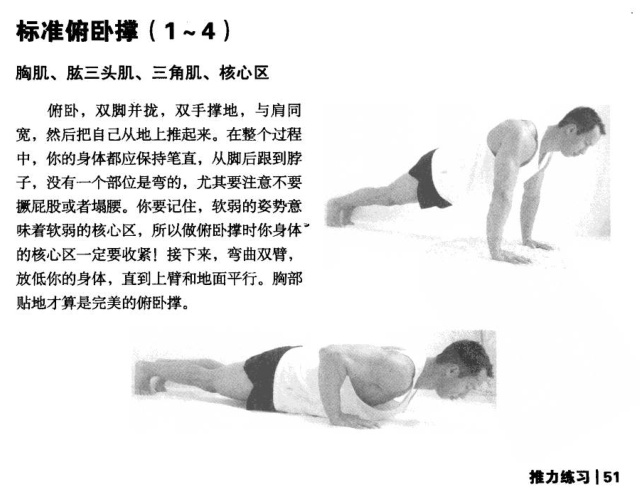 标准俯卧撑（1～4）
胸肌、肱三头肌、三角肌、核心区
俯卧，双脚并拢，双手撑地，与肩同
宽，然后把自己从地上推起来。在整个过程
中，你的身体都应保持笔直，从脚后跟到脖
子，没有一个部位是弯的，尤其要注意不要
撅屁股或者塌腰。你要记住，软弱的姿势意
味着软弱的核心区，所以做俯卧撑时你身体
的核心区一定要收紧！接下来，弯曲双臂，
放低你的身体，直到上臂和地面平行。胸部
贴地才算是完美的俯卧撑。
推力练习 | 51